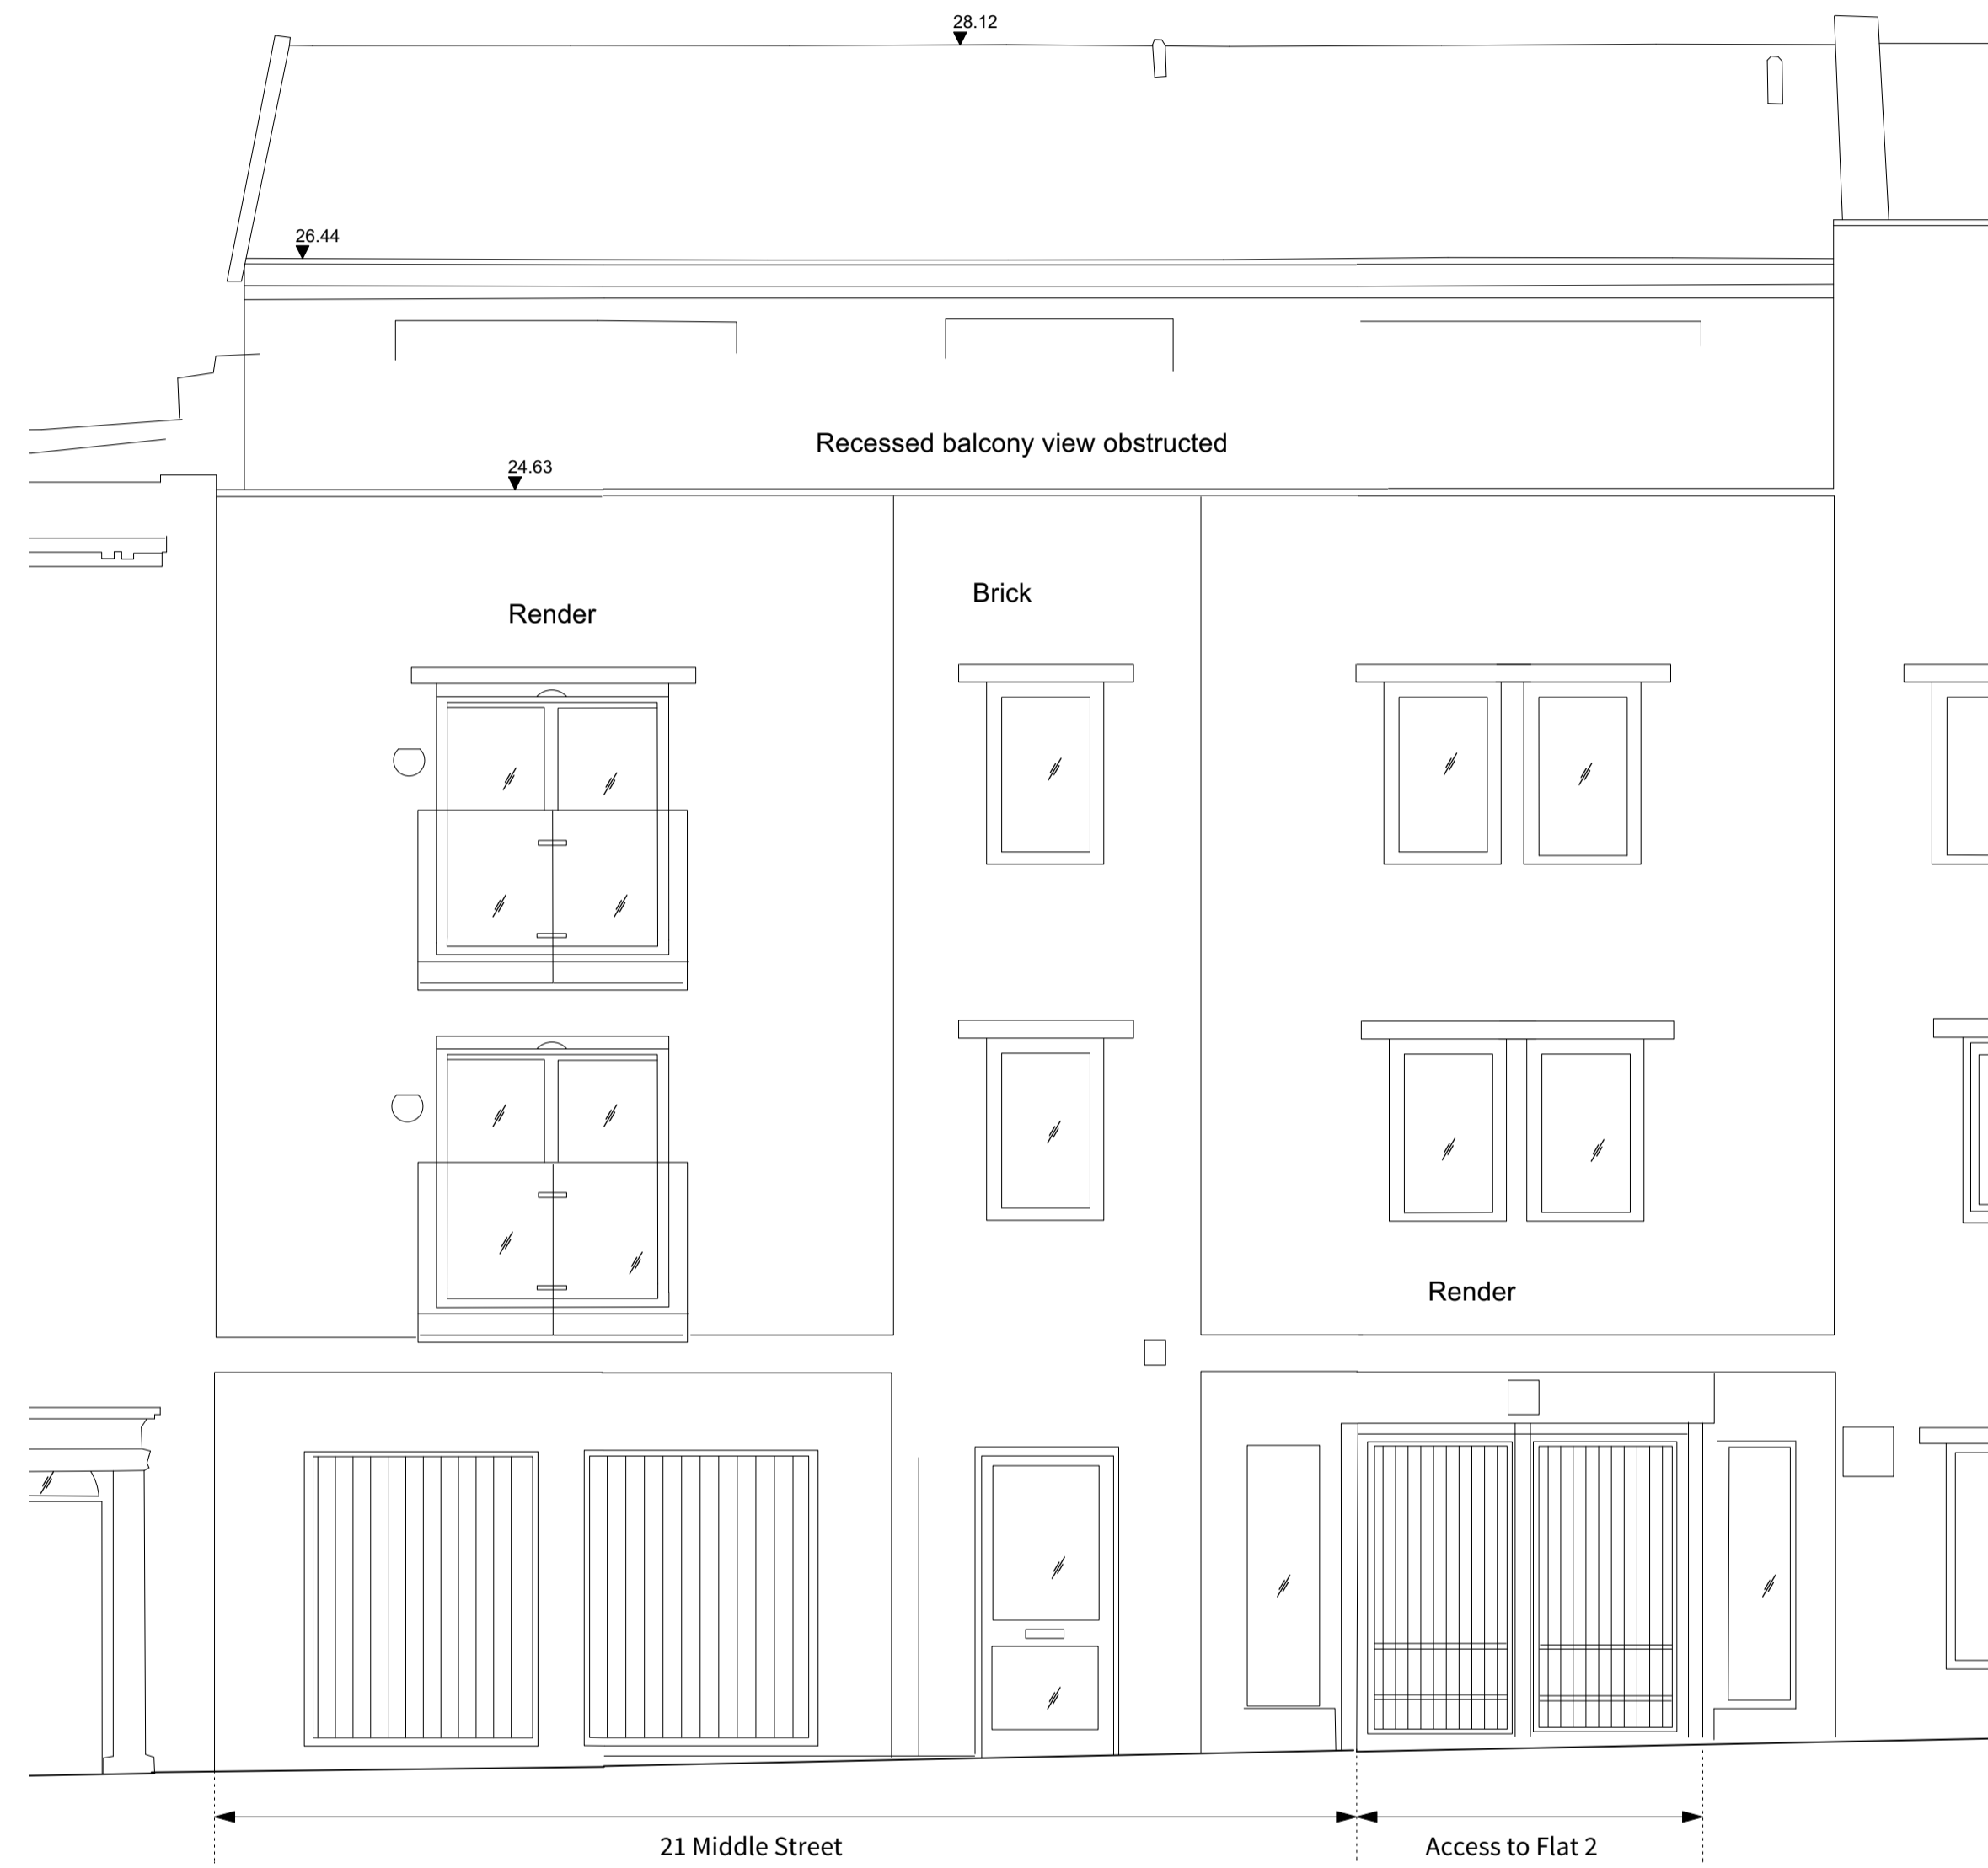 28.12
26.44
Recessed balcony view obstructed
24.63
Brick
Render
Render
21 Middle Street
Access to Flat 2